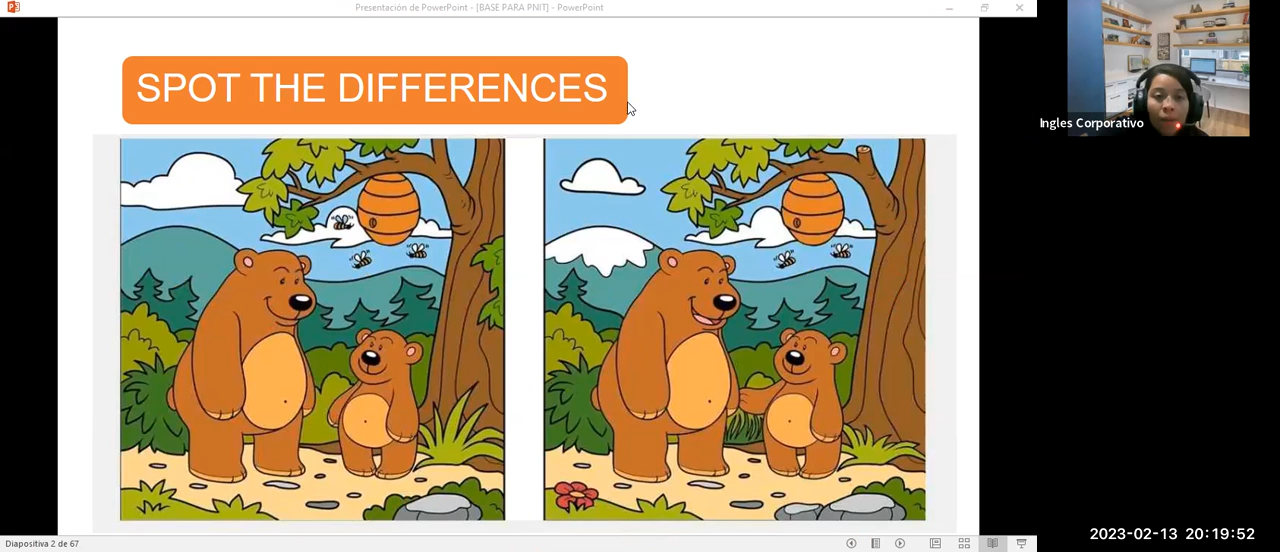 Presentación de PowerPoint - [BASE PARA PNIT] - PowerPoint
SPOT THE DIFFERENCES
Ingles Corporativo
Diapositiva 2 de 67
2023-02-13 20:19:52